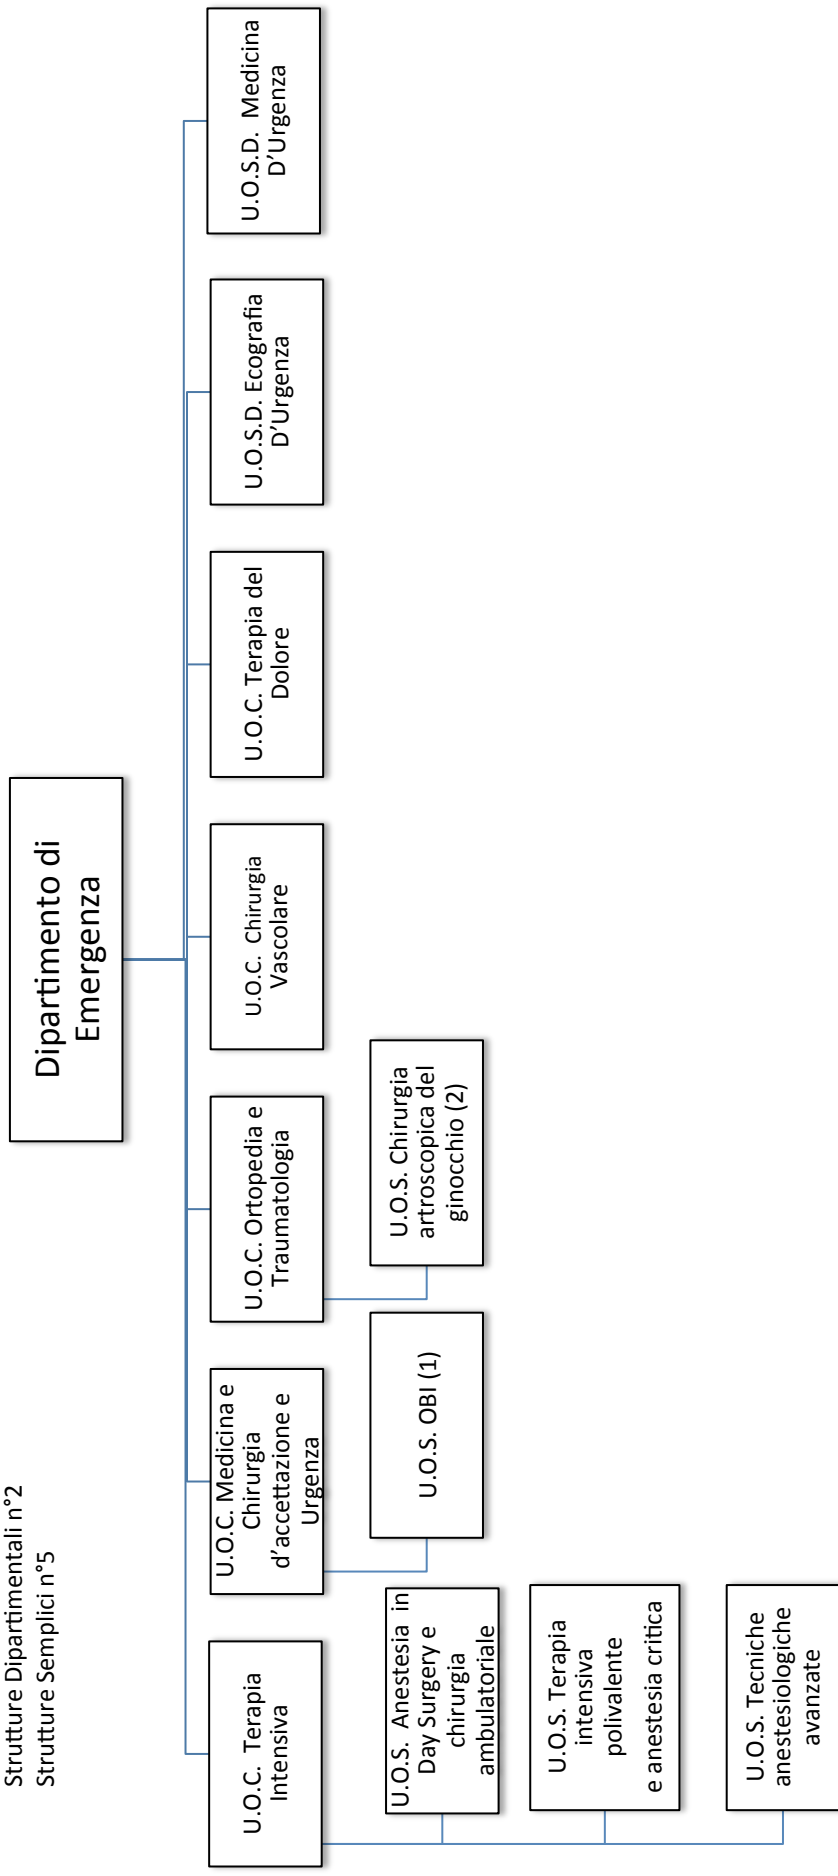 Strutture Dipartimentali n°2
Strutture Semplici n°5
Dipartimento di
Emergenza
U.O.C. Terapia
Intensiva
U.O.C. Medicina e
Chirurgia
d'accettazione e
Urgenza
U.O.C. Ortopedia e
Traumatologia
U.O.C. Chirurgia
Vascolare
U.O.C. Terapia del
Dolore
U.O.S.D. Ecografia
D'Urgenza
U.O.S.D. Medicina
D'Urgenza
U.O.S. Anestesia in
Day Surgery e
chirurgia
ambulatoriale
U.O.S. Terapia
intensiva
polivalente
e anestesia critica
U.O.S. Tecniche
anestesiologiche
avanzate
U.O.S. OBI (1)
U.O.S. Chirurgia
artroscopica del
ginocchio (2)